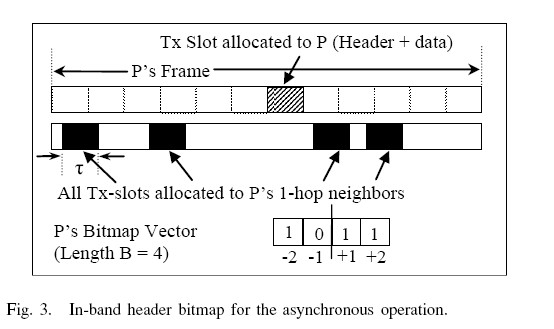 Tx Slot allocated to P (Header + data)
P's Frame
τ
All Tx-slots allocated to P's 1-hop neighbors
P's Bitmap Vector
(Length B = 4)
1 0 1 1
-2 -1 +1 +2
Fig. 3. In-band header bitmap for the asynchronous operation.